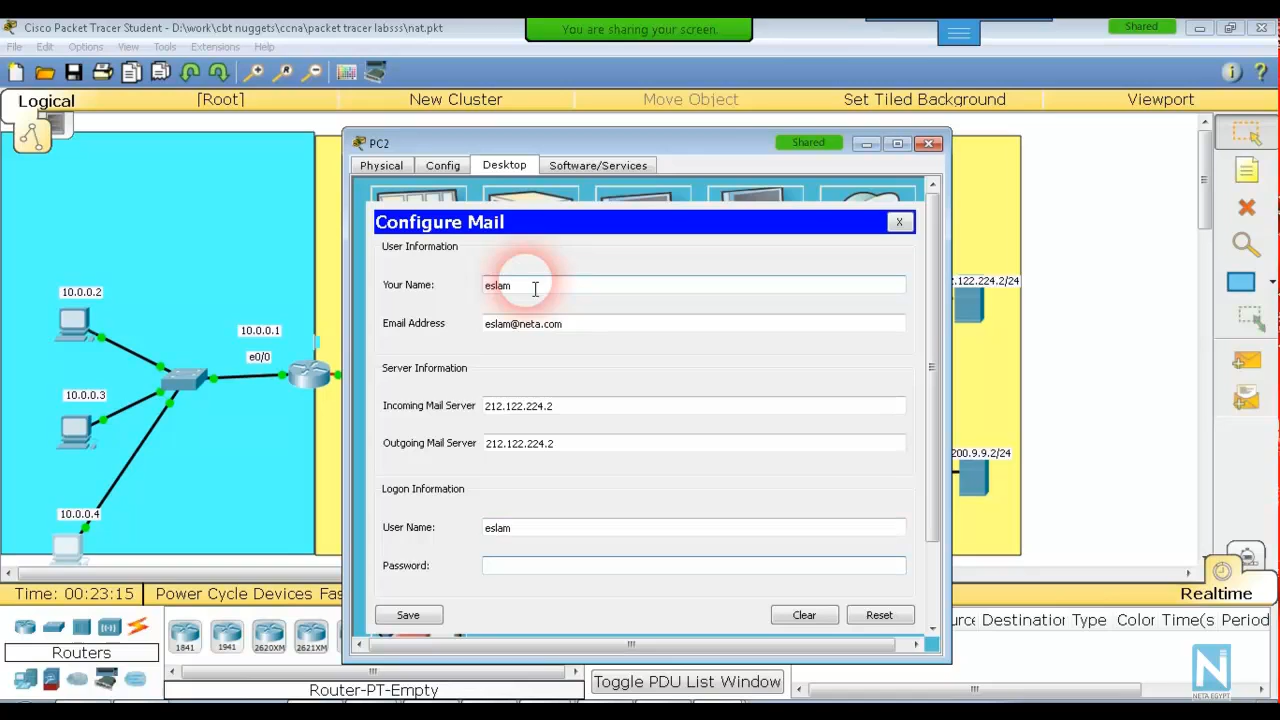 Cisco Packet Tracer Student - D:\work\cbt nuggets\ccna\packet tracer labsss\nat.pkt
You are sharing your screen.
Shared
File Edit Options View Tools Extensions Help
Logical [Root] New Cluster Move Object Set Tiled Background Viewport
PC2
Shared
Physical Config Desktop Software/Services
Configure Mail
X
User Information
Your Name: eslam
Email Address eslam@neta.com
Server Information
Incoming Mail Server 212.122.224.2
Outgoing Mail Server 212.122.224.2
Logon Information
User Name: eslam
Password:
Save Clear Reset
10.0.0.2
10.0.0.1
e0/0
10.0.0.3
10.0.0.4
.122.224.2/24
200.9.9.2/24
Time: 00:23:15 Power Cycle Devices Fas
Realtime
Routers
1841 1941 2620XM 2621XM
Router-PT-Empty
Toggle PDU List Window
Destination Type Color Time(s) Period
NETA EGYPT